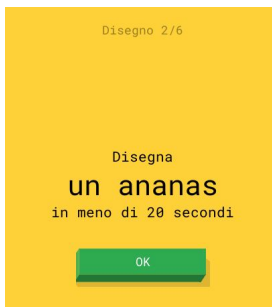 Disegno 2/6
Disegna
un ananas
in meno di 20 secondi
OK